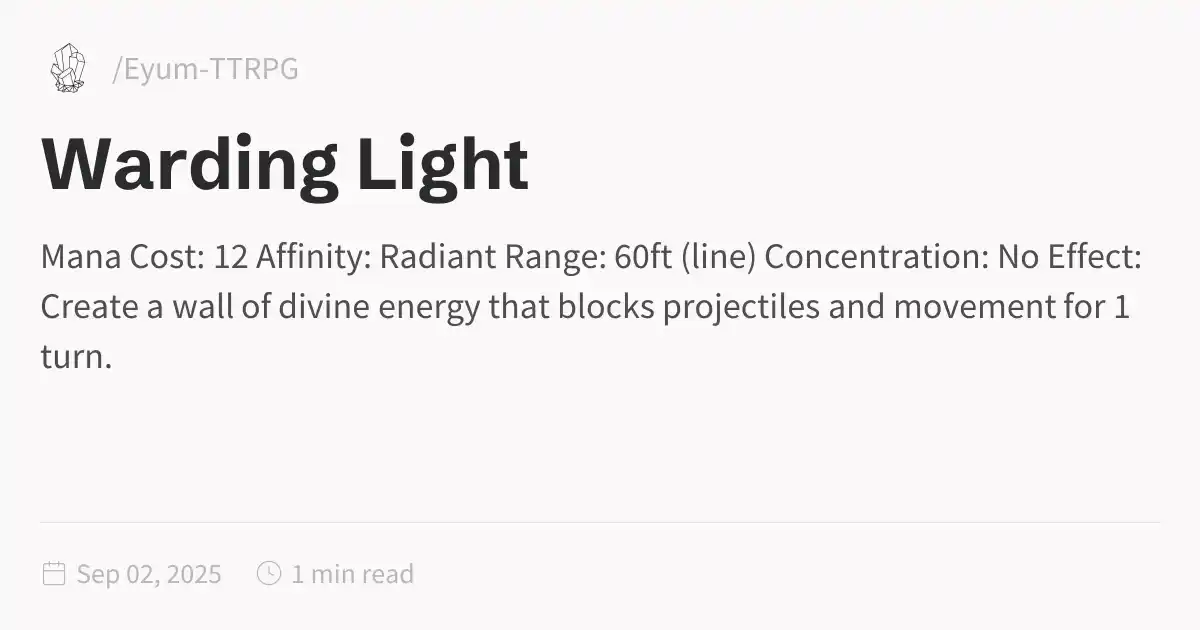 /Eyum-TTRPG
Warding Light
Mana Cost: 12 Affinity: Radiant Range: 60ft (line) Concentration: No Effect:
Create a wall of divine energy that blocks projectiles and movement for 1
turn.
Sep 02, 2025 1 min read